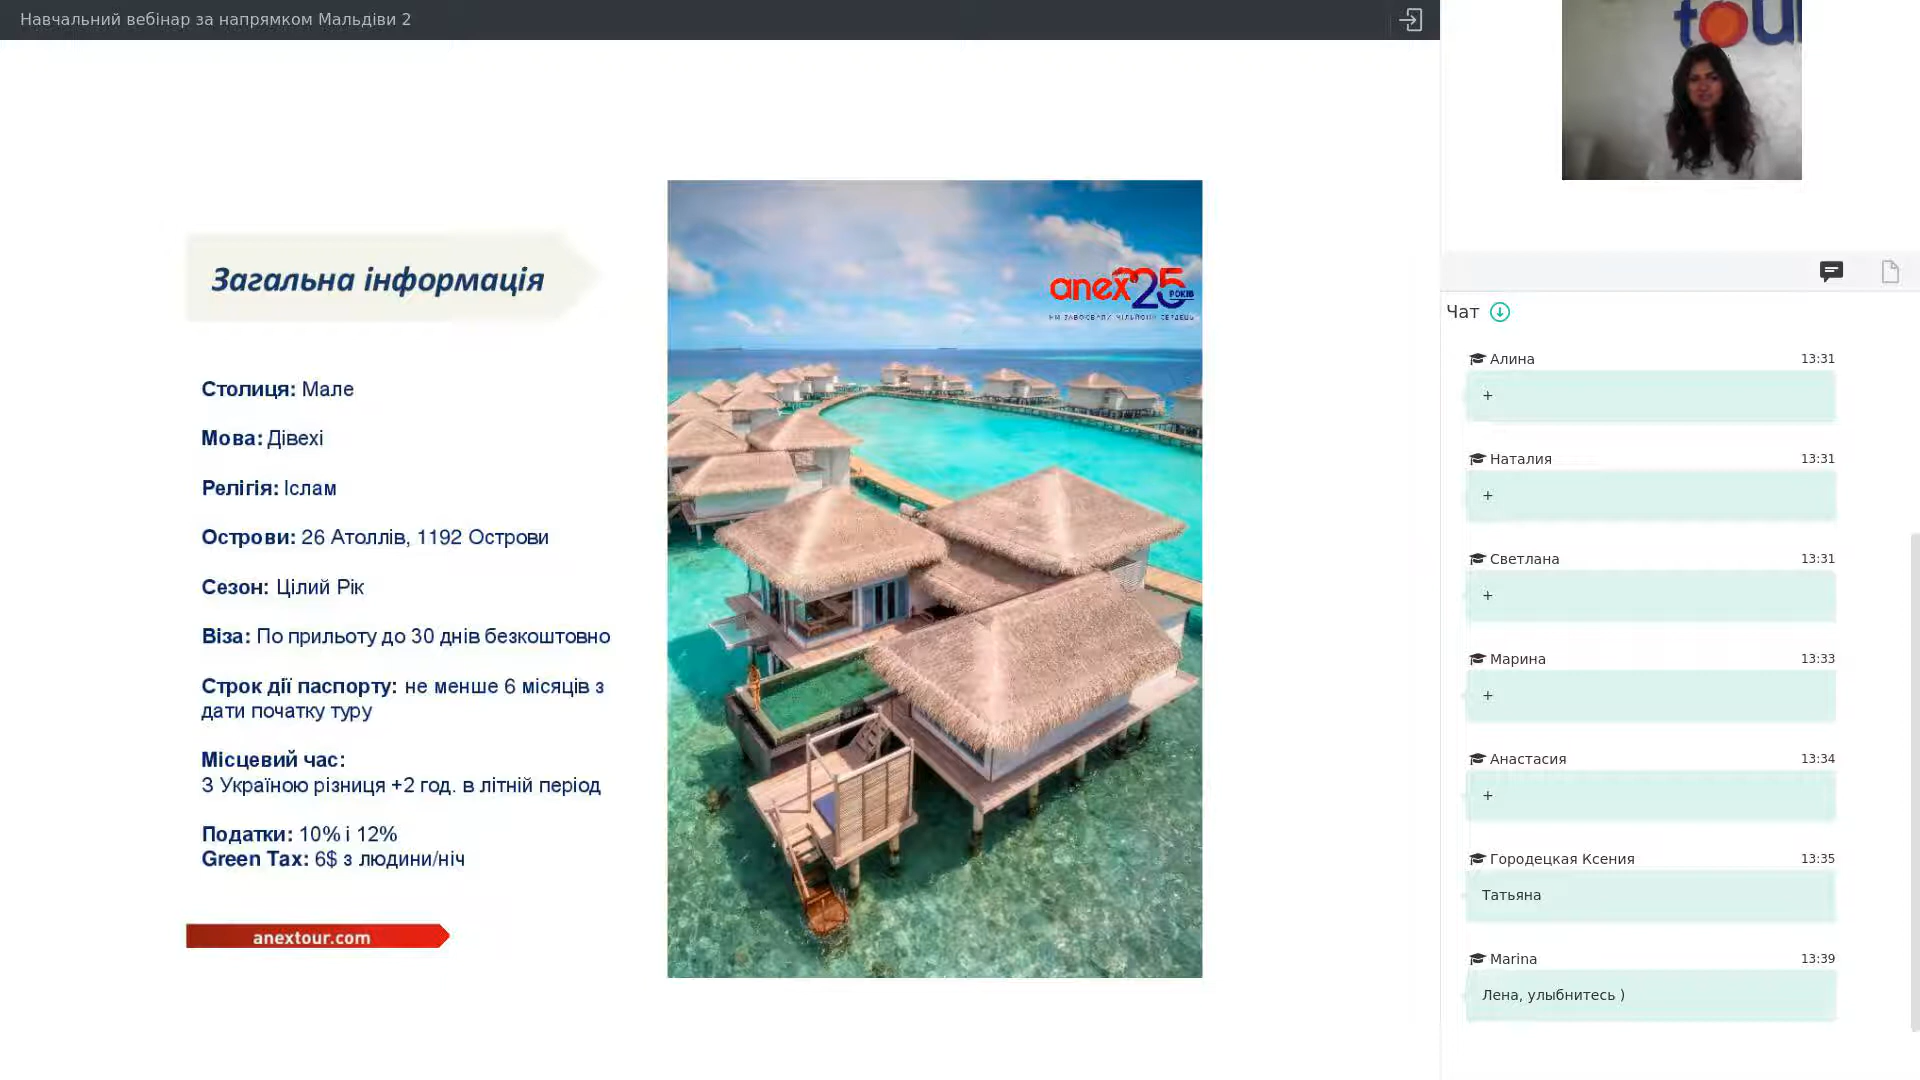 Навчальний вебінар за напрямком Мальдіви 2
Загальна інформація
Столиця: Мале
Мова: Дівехі
Релігія: Іслам
Острови: 26 Атоллів, 1192 Острови
Сезон: Цілий Рік
Віза: По прильоту до 30 днів безкоштовно
Строк дії паспорту: не менше 6 місяців з
дати початку туру
Місцевий час:
З Україною різниця +2 год. в літній період
Податки: 10% і 12%
Green Tax: 6$ з людини/ніч
anextour.com
anex 25
РОКІВ
tou
Чат
Алина 13:31
+
Наталия 13:31
+
Светлана 13:31
+
Марина 13:33
+
Анастасия 13:34
+
Городецкая Ксения 13:35
Татьяна
Marina 13:39
Лена, улыбнитесь )